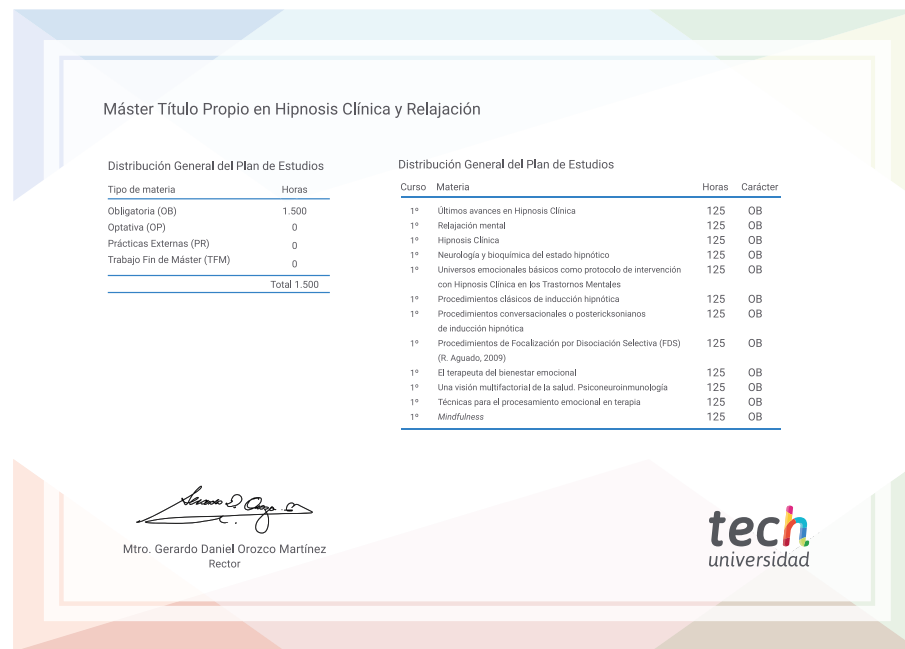 Máster Título Propio en Hipnosis Clínica y Relajación
Distribución General del Plan de Estudios
Tipo de materia Horas
Obligatoria (OB) 1.500
Optativa (OP) 0
Prácticas Externas (PR) 0
Trabajo Fin de Máster (TFM) 0
Total 1.500
Distribución General del Plan de Estudios
Curso Materia Horas Carácter
1º Últimos avances en Hipnosis Clínica 125 OB
1º Relajación mental 125 OB
1º Hipnosis Clínica 125 OB
1º Neurología y bioquímica del estado hipnótico 125 OB
1º Universos emocionales básicos como protocolo de intervención 125 OB
con Hipnosis Clínica en los Trastornos Mentales
1º Procedimientos clásicos de inducción hipnótica 125 OB
1º Procedimientos conversacionales o postericksonianos 125 OB
de inducción hipnótica
1º Procedimientos de Focalización por Disociación Selectiva (FDS) 125 OB
(R. Aguado, 2009)
1º El terapeuta del bienestar emocional 125 OB
1º Una visión multifactorial de la salud. Psiconeuroinmunología 125 OB
1º Técnicas para el procesamiento emocional en terapia 125 OB
1º Mindfulness 125 OB
Mtro. Gerardo Daniel Orozco Martínez
Rector
tech
universidad